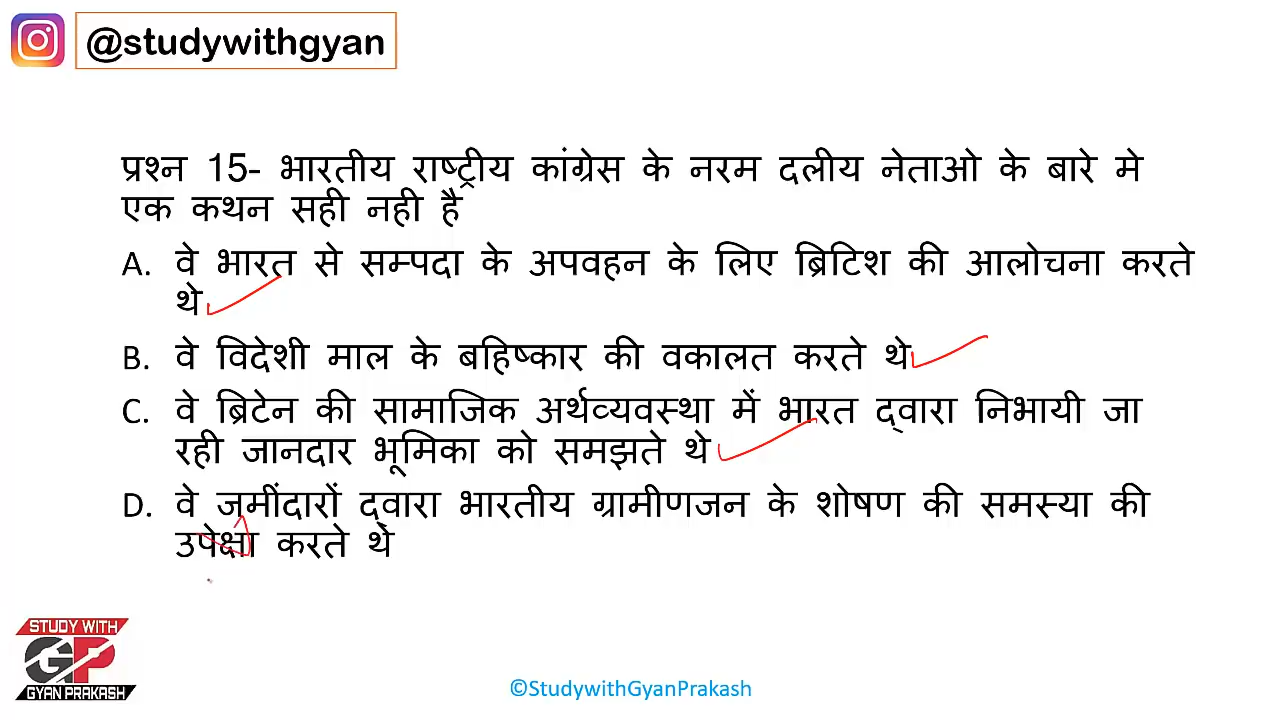 @studywithgyan
प्रश्न 15- भारतीय राष्ट्रीय कांग्रेस के नरम दलीय नेताओ के बारे मे
एक कथन सही नही है
A. वे भारत से सम्पदा के अपवहन के लिए ब्रिटिश की आलोचना करते
थे
B. वे विदेशी माल के बहिष्कार की वकालत करते थे
C. वे ब्रिटेन की सामाजिक अर्थव्यवस्था में भारत द्वारा निभायी जा
रही जानदार भूमिका को समझते थे
D. वे जमींदारों द्वारा भारतीय ग्रामीणजन के शोषण की समस्या की
उपेक्षा करते थे
STUDY WITH
GP
GYAN PRAKASH
©StudywithGyanPrakash